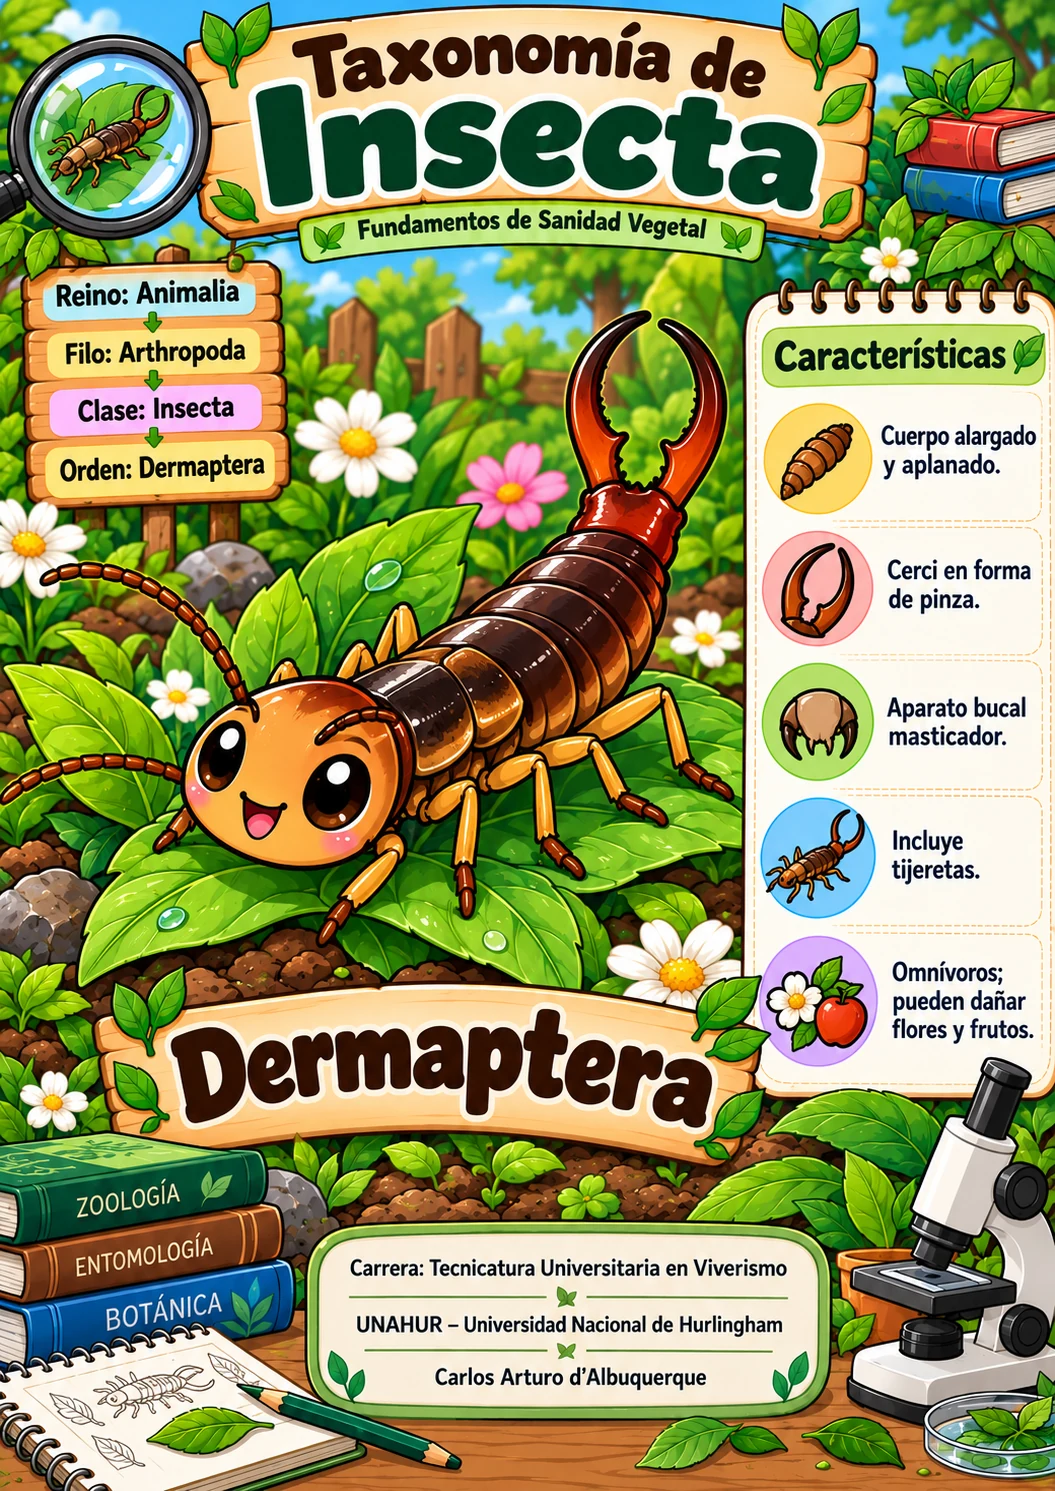 Taxonomía de
Insecta
Fundamentos de Sanidad Vegetal
Reino: Animalia
Filo: Arthropoda
Clase: Insecta
Orden: Dermaptera
Características
Cuerpo alargado
y aplanado.
Cerci en forma
de pinza.
Aparato bucal
masticador.
Incluye
tijeretas.
Omnívoros;
pueden dañar
flores y frutos.
Dermaptera
ZOOLOGÍA
ENTOMOLOGÍA
BOTÁNICA
Carrera: Tecnicatura Universitaria en Viverismo
UNAHUR – Universidad Nacional de Hurlingham
Carlos Arturo d'Albuquerque